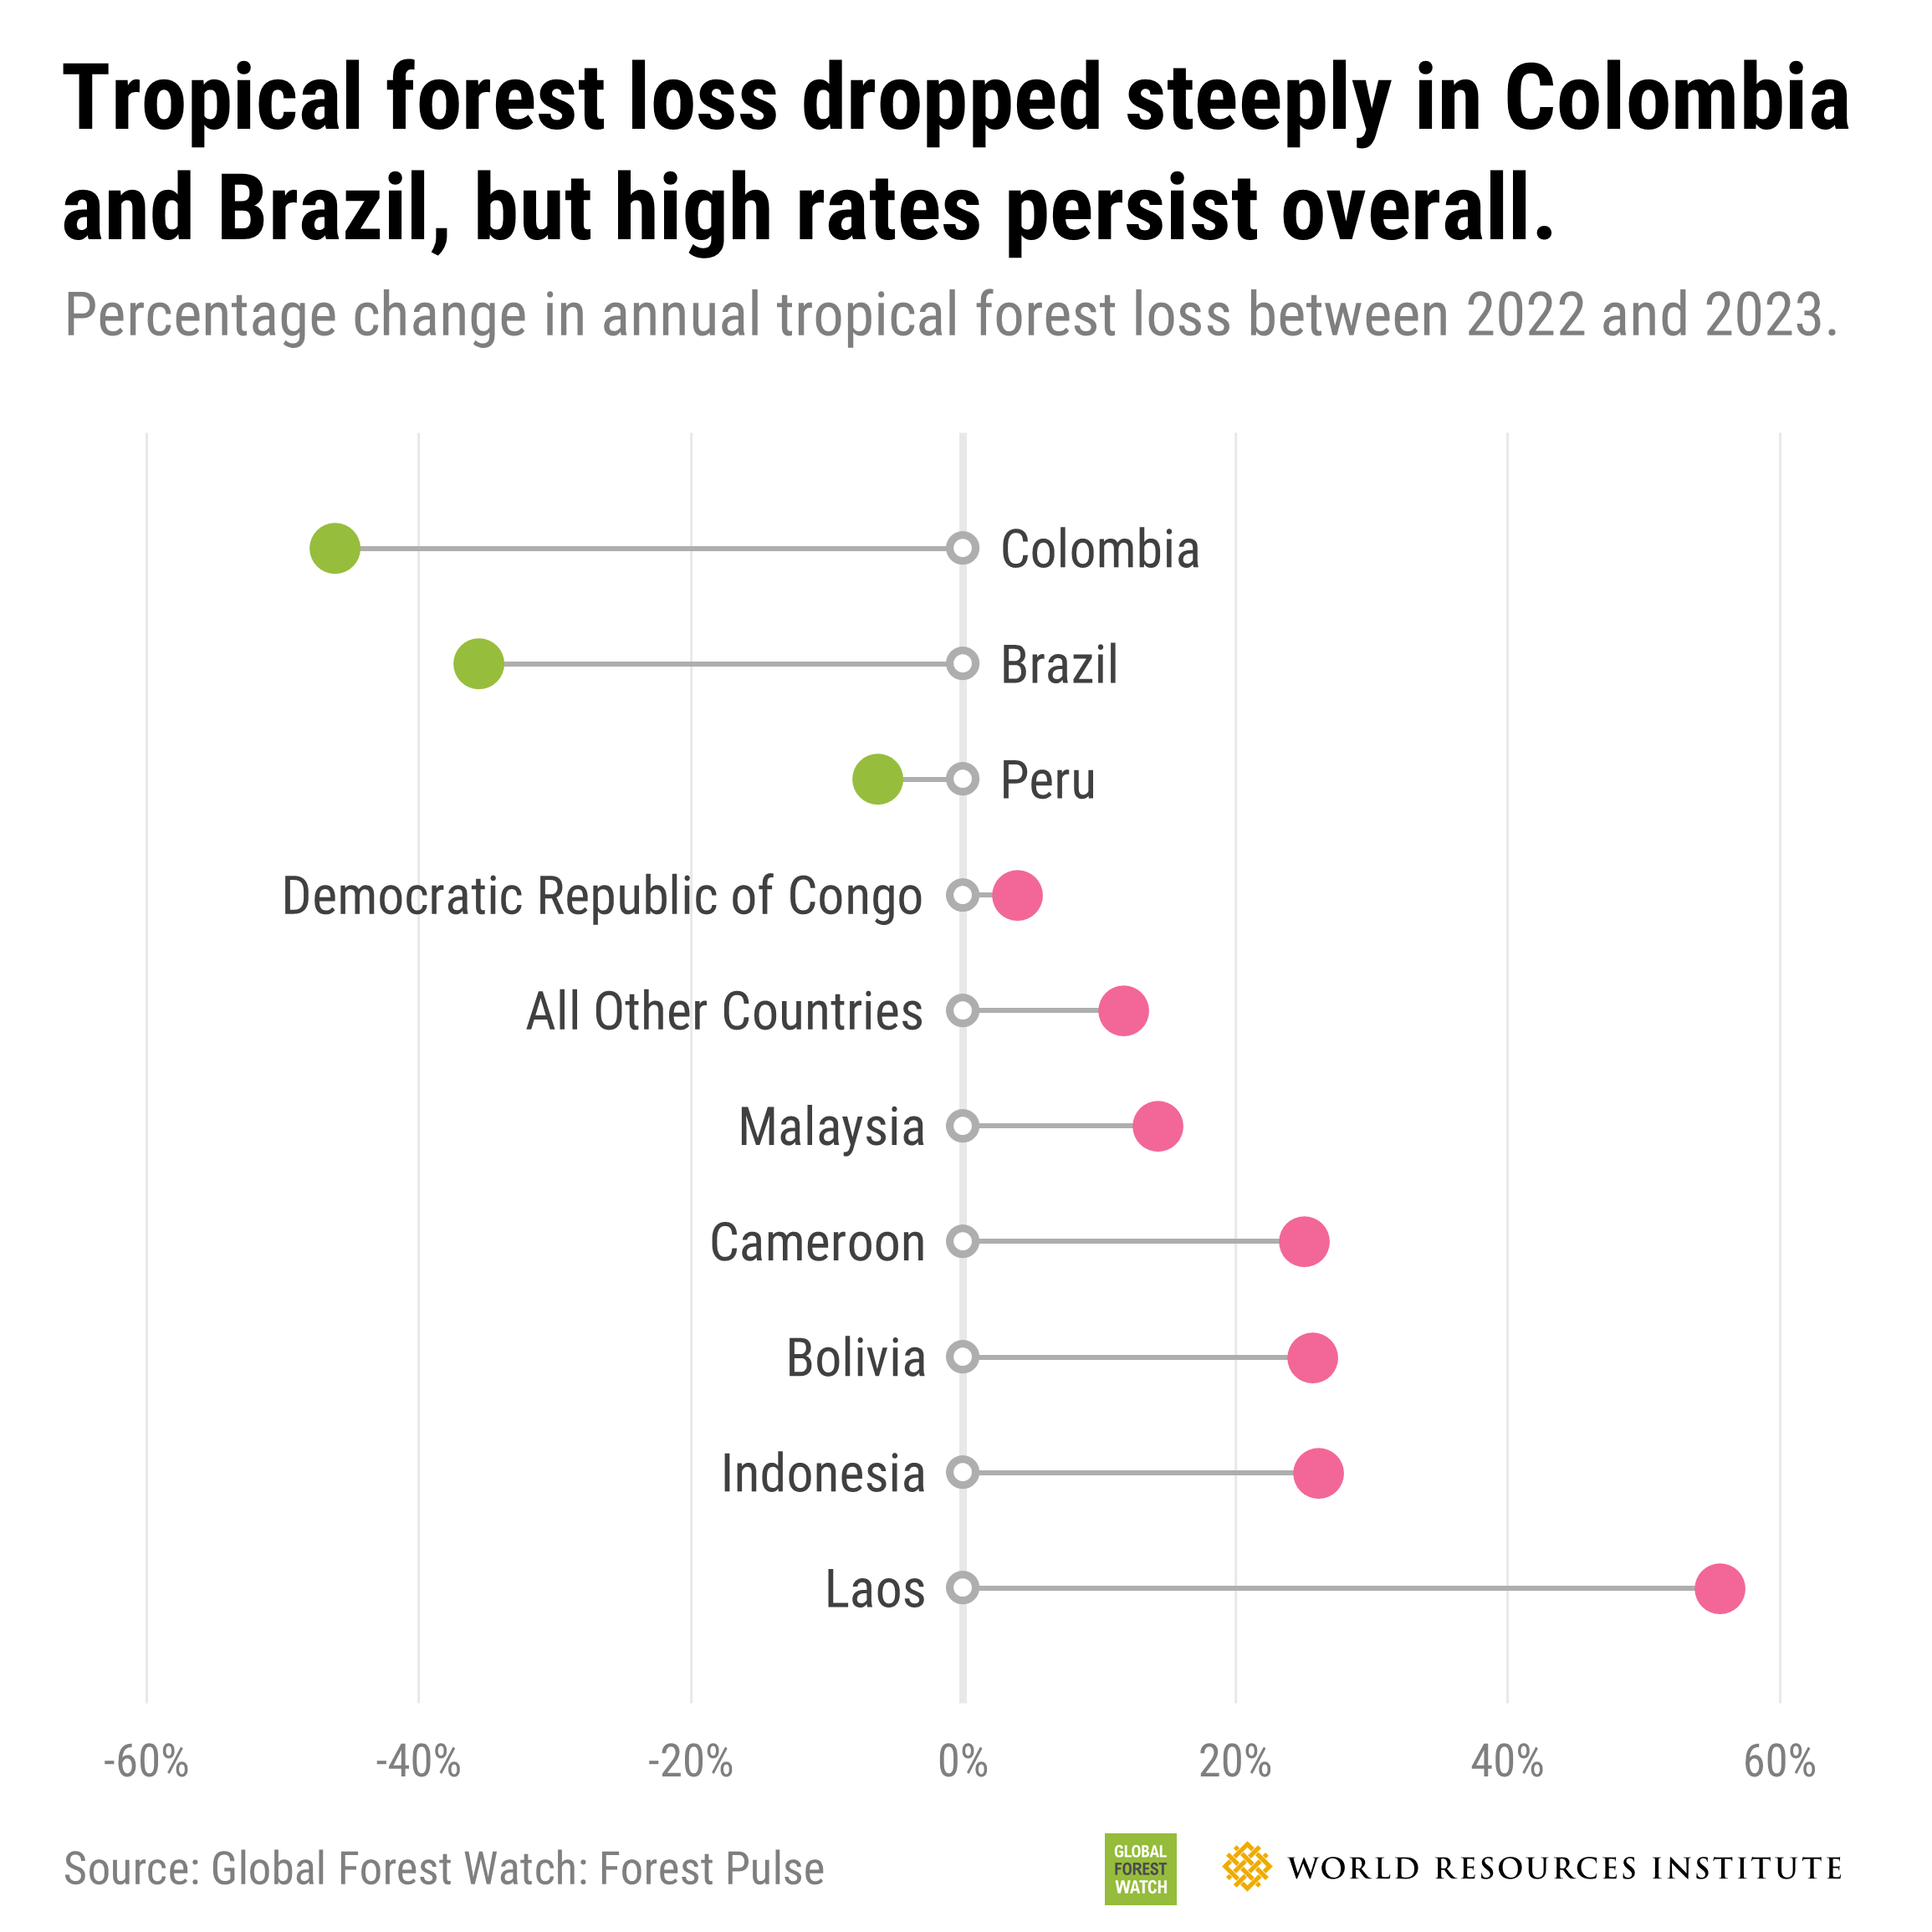 Tropical forest loss dropped steeply in Colombia
and Brazil, but high rates persist overall.
Percentage change in annual tropical forest loss between 2022 and 2023.
Colombia
Brazil
Peru
Democratic Republic of Congo
All Other Countries
Malaysia
Cameroon
Bolivia
Indonesia
Laos
-60% -40% -20% 0% 20% 40% 60%
Source: Global Forest Watch: Forest Pulse
GLOBAL
FOREST
WATCH
WORLD RESOURCES INSTITUTE